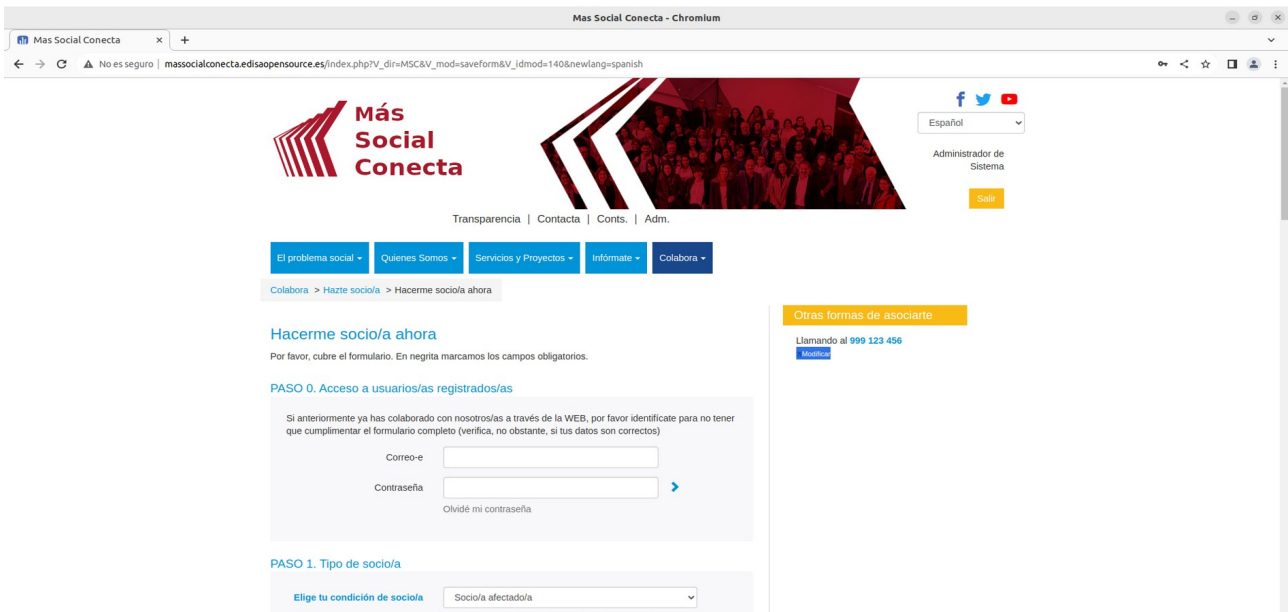 Mas Social Conecta - Chromium
Mas Social Conecta
No es seguro | massocialconecta.edisaopensource.es/index.php?V_dir=MSC&V_mod=saveform&V_idmod=140&newlang=spanish
Más
Social
Conecta
Español
Administrador de
Sistema
Salir
Transparencia | Contacta | Conts. | Adm.
El problema social Quienes Somos Servicios y Proyectos Infórmate Colabora
Colabora > Hazte socio/a > Hacerme socio/a ahora
Hacerme socio/a ahora
Por favor, cubre el formulario. En negrita marcamos los campos obligatorios.
PASO 0. Acceso a usuarios/as registrados/as
Si anteriormente ya has colaborado con nosotros/as a través de la WEB, por favor identifícate para no tener
que cumplimentar el formulario completo (verifica, no obstante, si tus datos son correctos)
Correo-e
Contraseña
Olvidé mi contraseña
PASO 1. Tipo de socio/a
Elige tu condición de socio/a Socio/a afectado/a
Otras formas de asociarte
Llamando al 999 123 456
Modificar